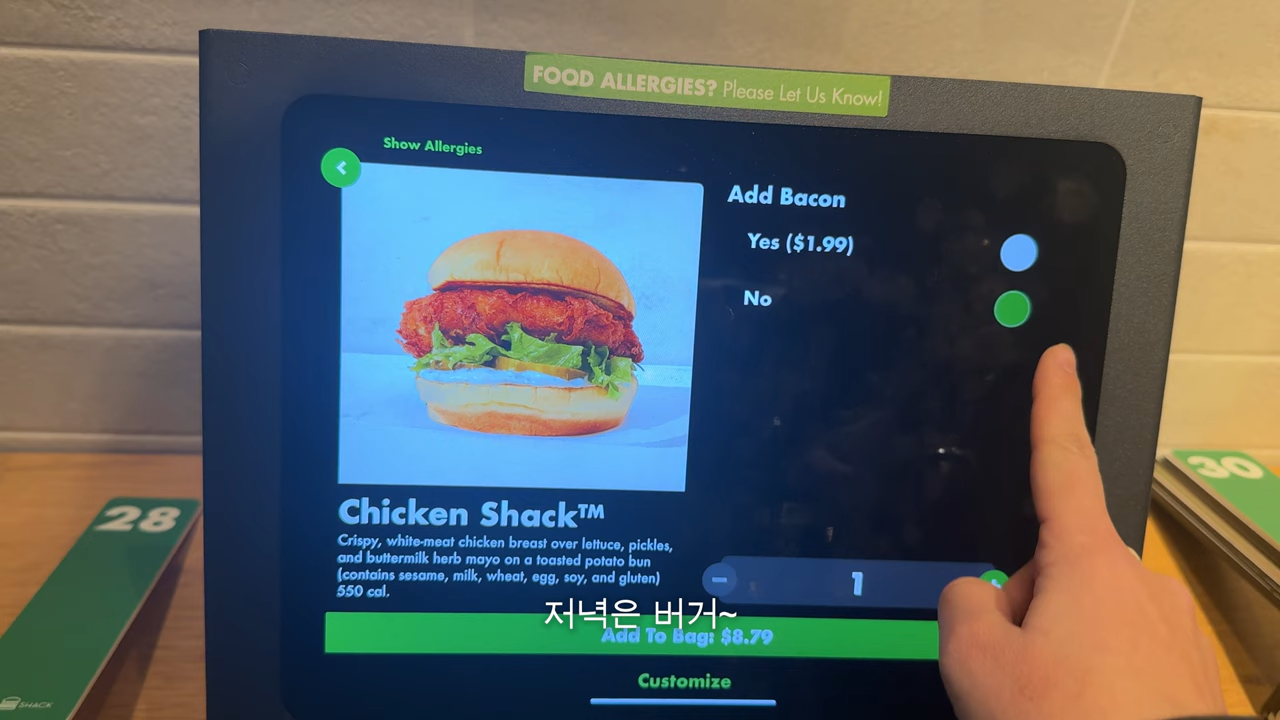 FOOD ALLERGIES? Please Let Us Know!
Show Allergies
Add Bacon
Yes ($1.99)
No
Chicken Shack™
Crispy, white-meat chicken breast over lettuce, pickles,
and buttermilk herb mayo on a toasted potato bun
(contains sesame, milk, wheat, egg, soy, and gluten)
550 cal.
1
저녁은 버거~
Add To Bag: $8.79
Customize
28
SHACK
30